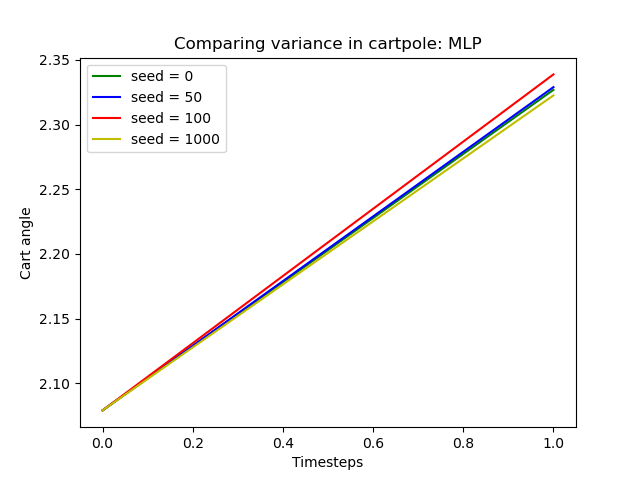 Comparing variance in cartpole: MLP
2.35
2.30
2.25
2.20
2.15
2.10
Cart angle
seed = 0
seed = 50
seed = 100
seed = 1000
0.0 0.2 0.4 0.6 0.8 1.0
Timesteps